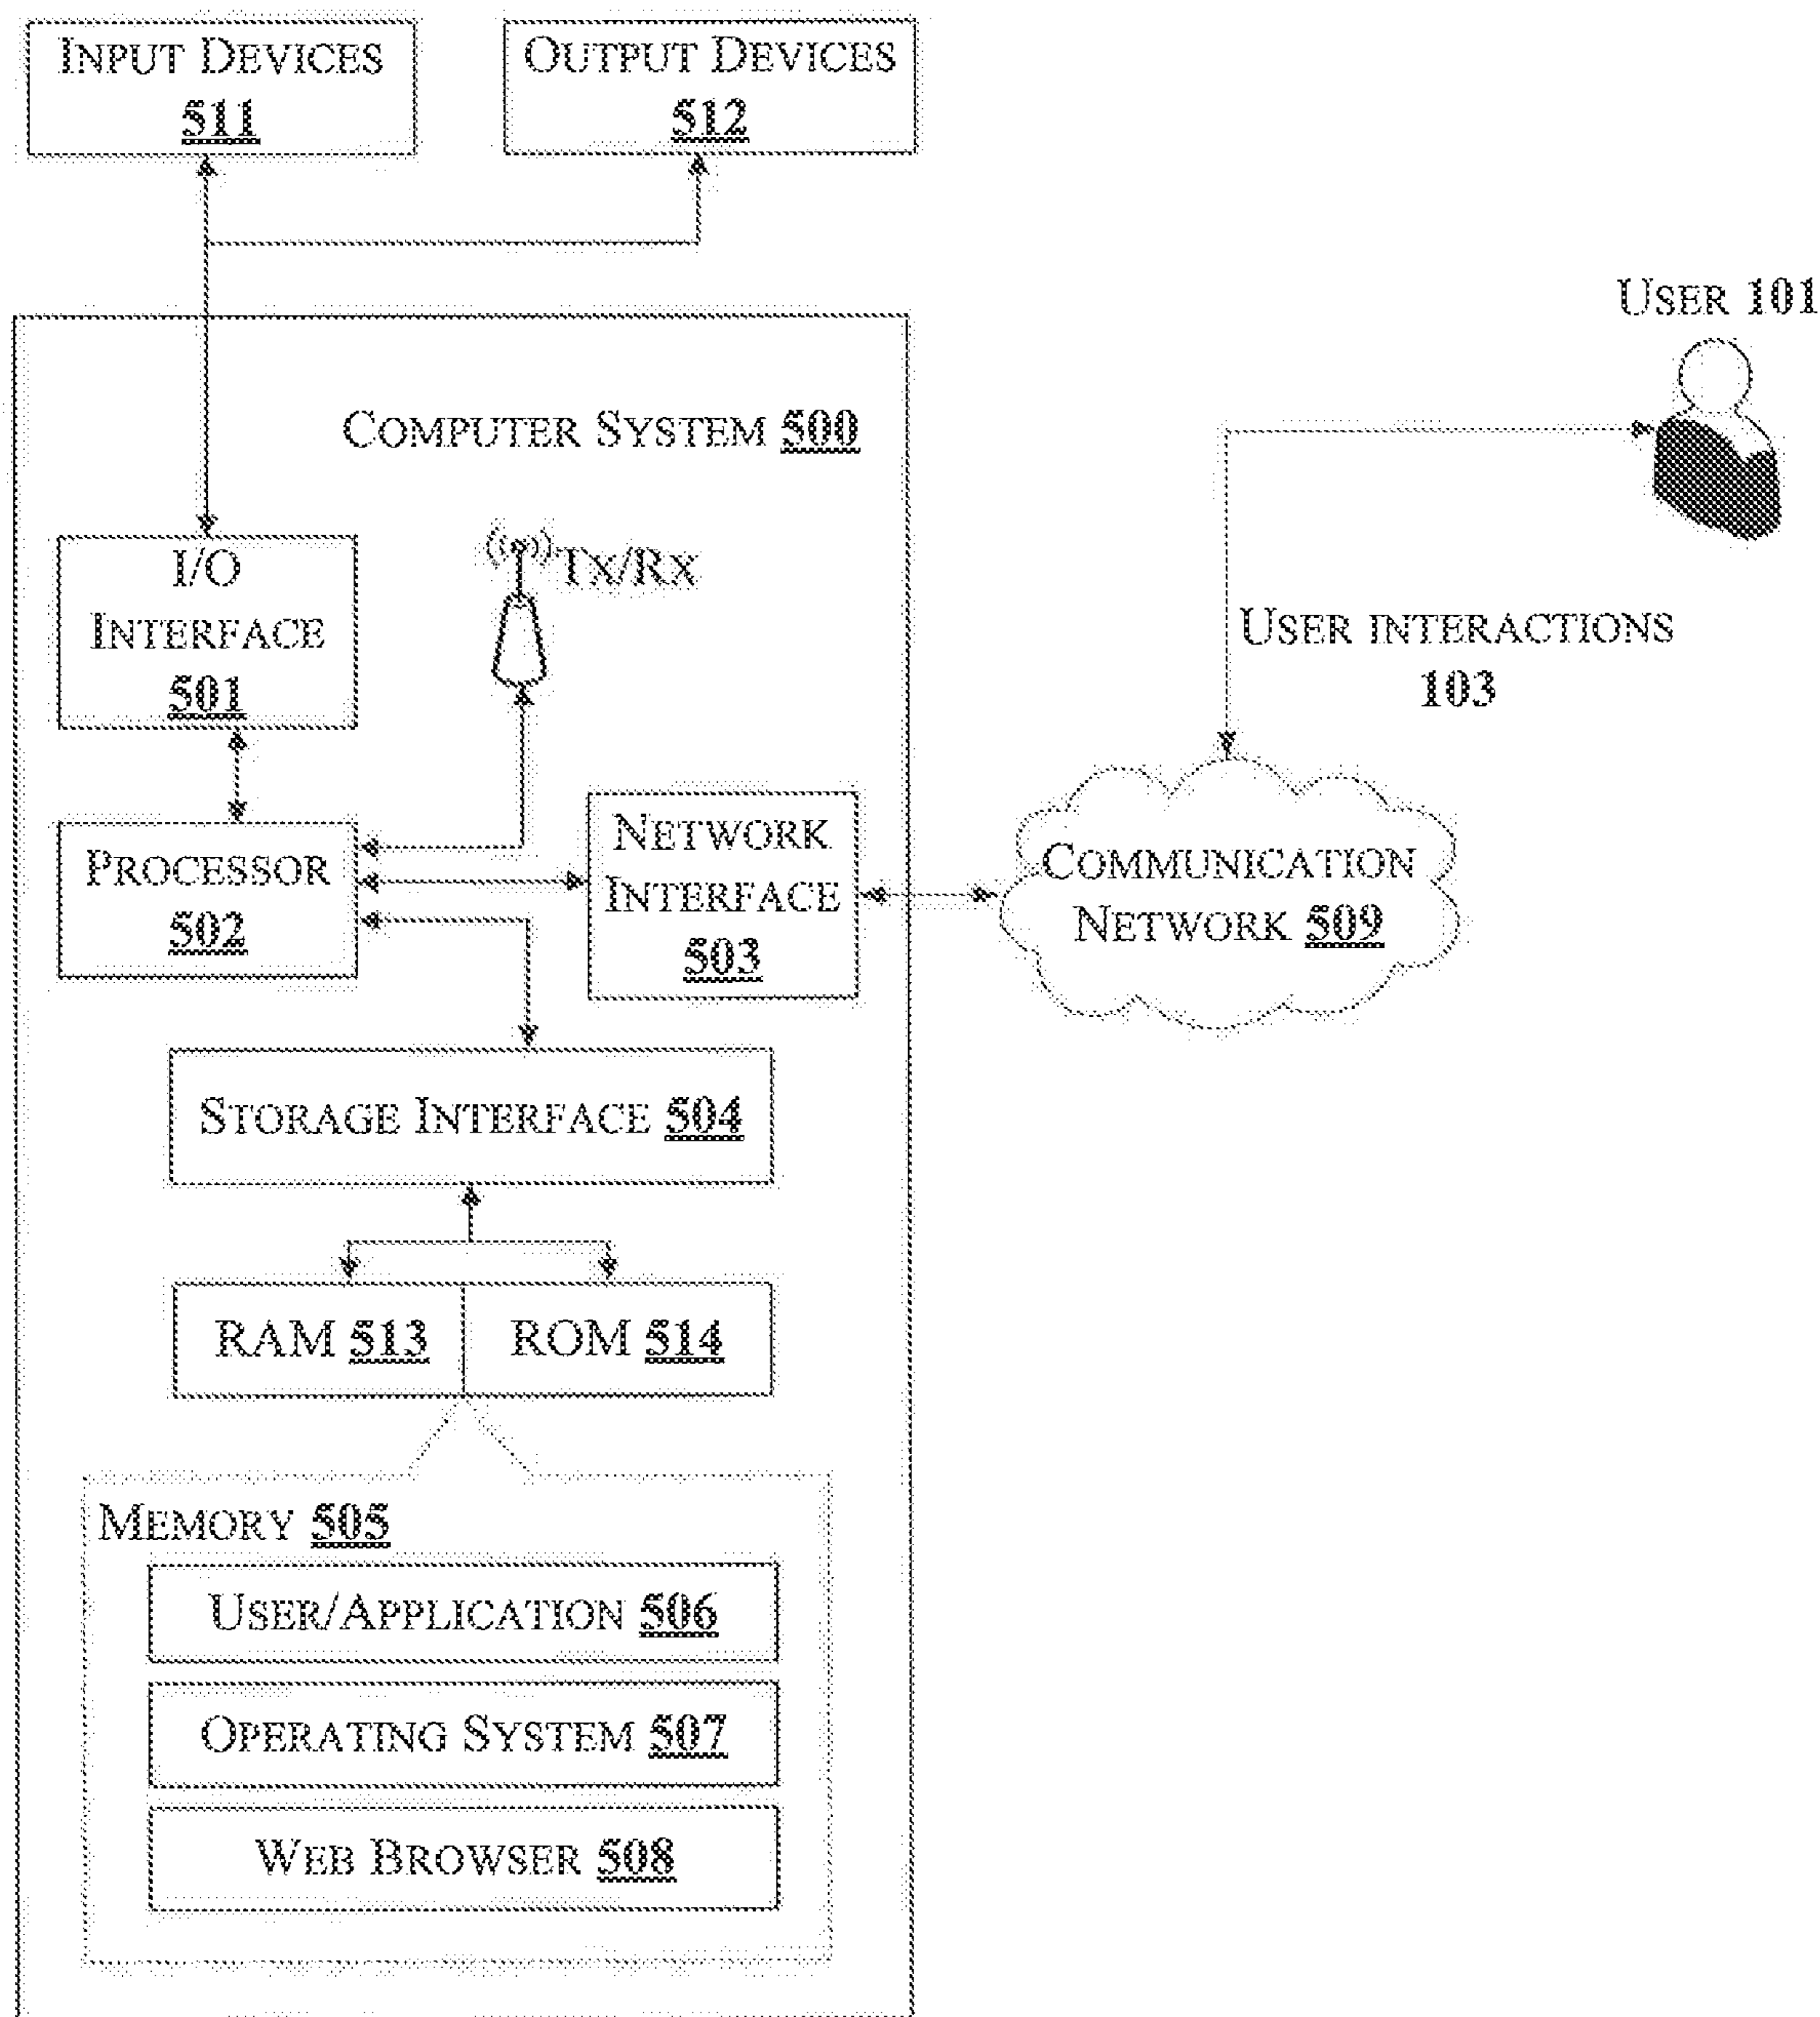 INPUT DEVICES
511
OUTPUT DEVICES
512
USER 101
COMPUTER SYSTEM 500
I/O
INTERFACE
501
TX/RX
USER INTERACTIONS
103
PROCESSOR
502
NETWORK
INTERFACE
503
COMMUNICATION
NETWORK 509
STORAGE INTERFACE 504
RAM 513
ROM 514
MEMORY 505
USER/APPLICATION 506
OPERATING SYSTEM 507
WEB BROWSER 508